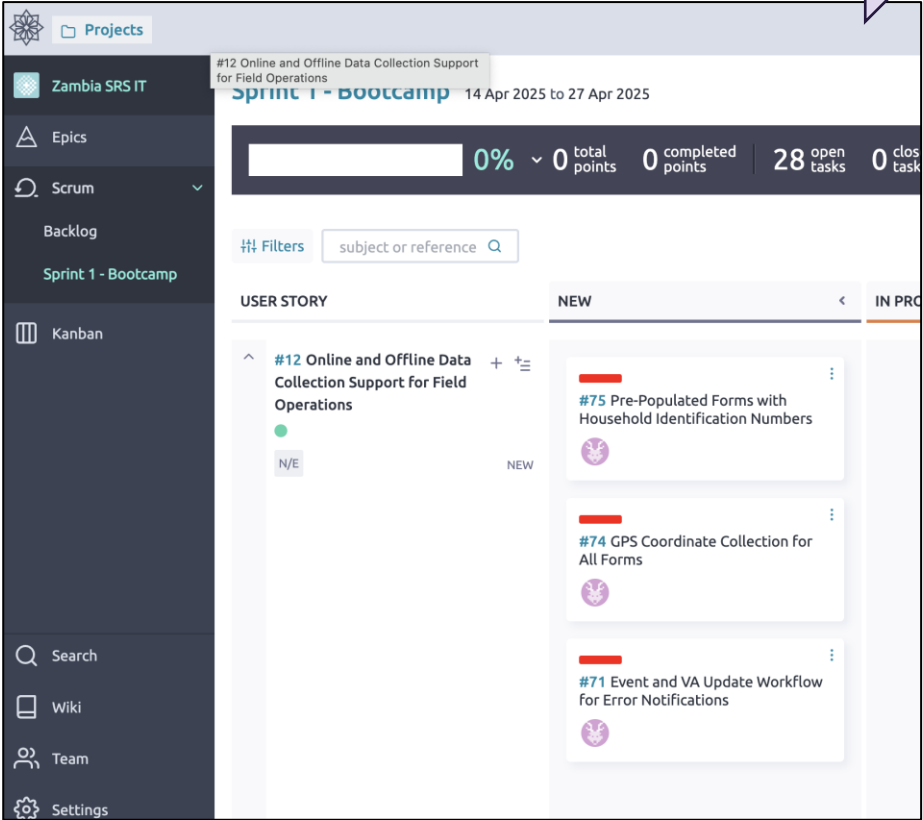 Projects
#12 Online and Offline Data Collection Support
for Field Operations
Zambia SRS IT
Sprint 1 - Bootcamp 14 Apr 2025 to 27 Apr 2025
Epics
0% 0 total points 0 completed points 28 open tasks 0 clos task
Scrum
Backlog
Sprint 1 - Bootcamp
Kanban
Filters subject or reference
USER STORY NEW < IN PRO
#12 Online and Offline Data
Collection Support for Field
Operations
N/E NEW
#75 Pre-Populated Forms with
Household Identification Numbers
#74 GPS Coordinate Collection for
All Forms
#71 Event and VA Update Workflow
for Error Notifications
Search
Wiki
Team
Settings